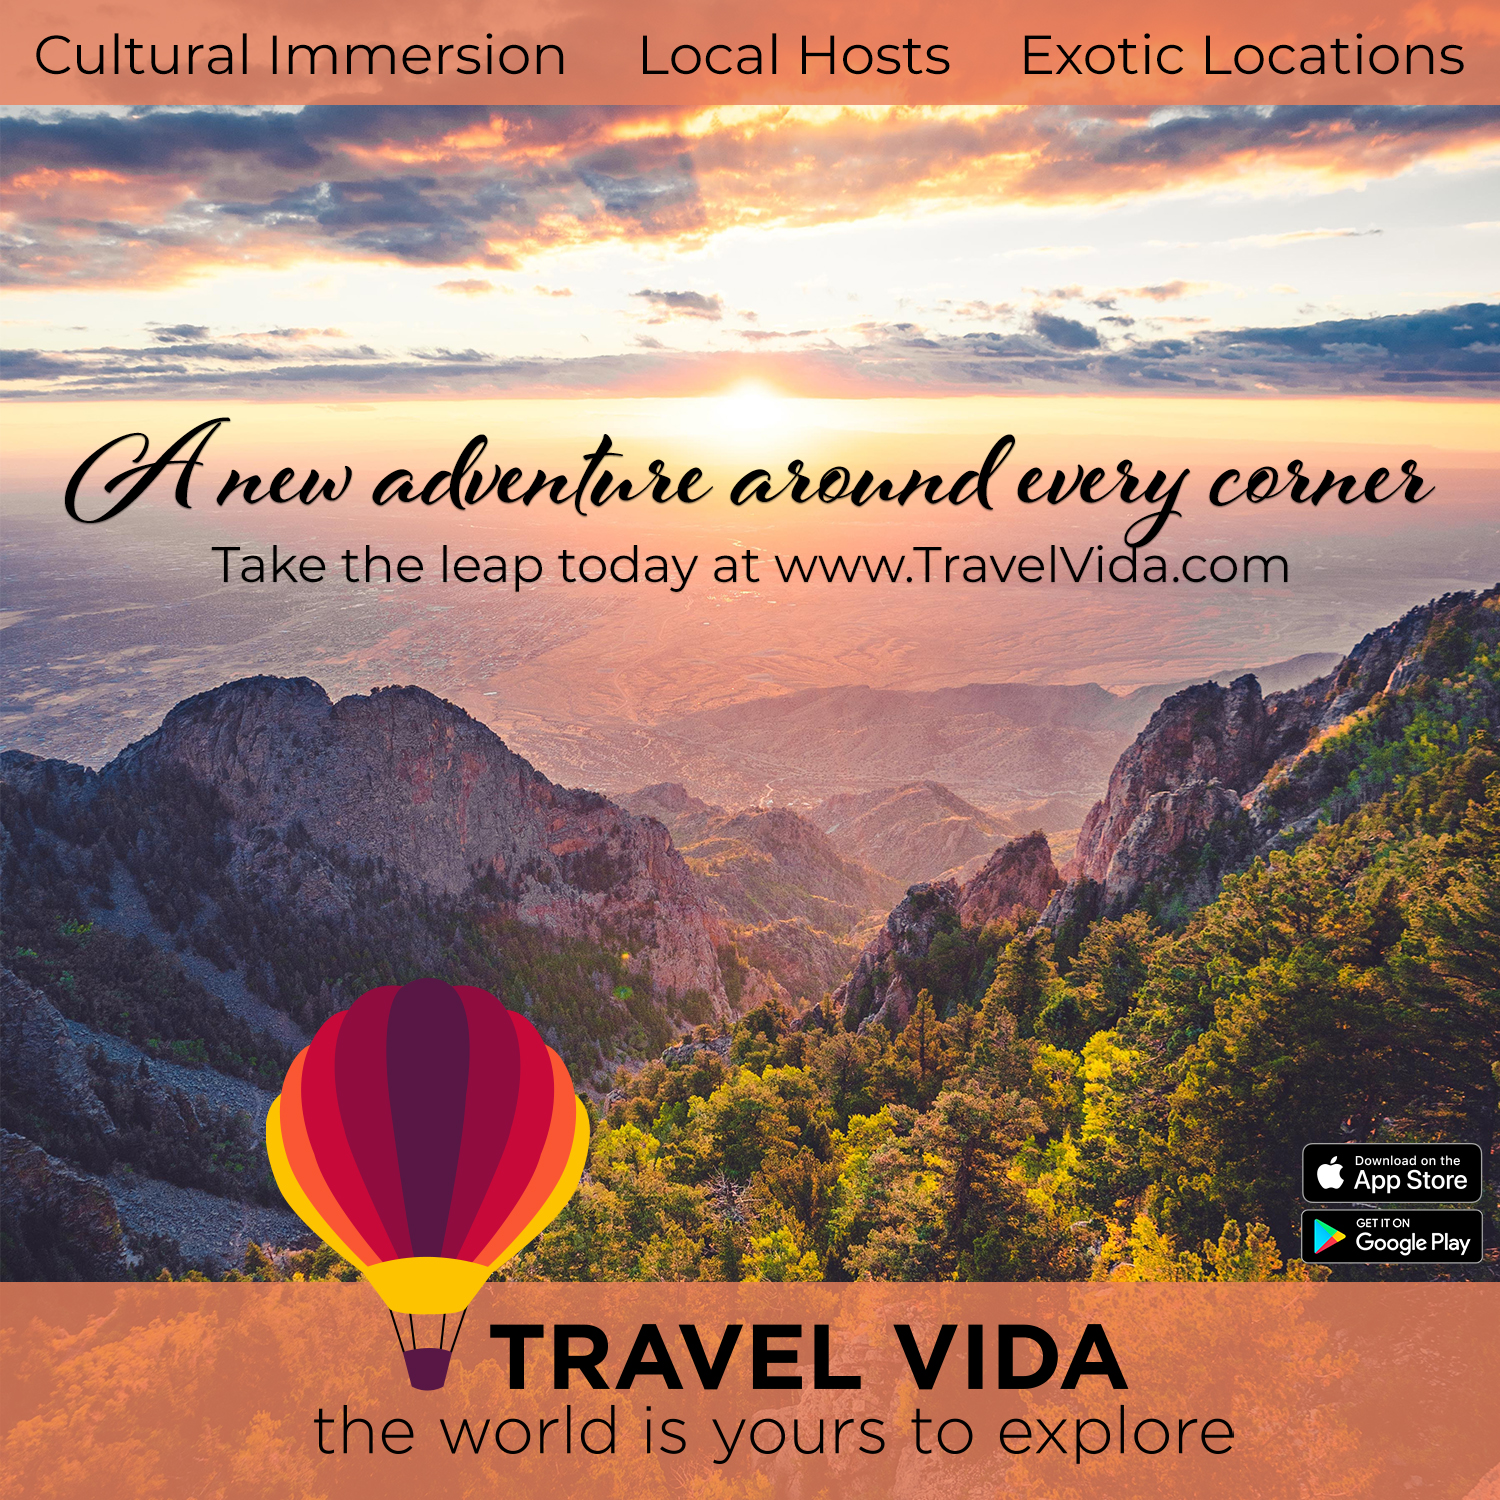 Cultural Immersion Local Hosts Exotic Locations
A new adventure around every corner
Take the leap today at www.TravelVida.com
Download on the
App Store
GET IT ON
Google Play
TRAVEL VIDA
the world is yours to explore